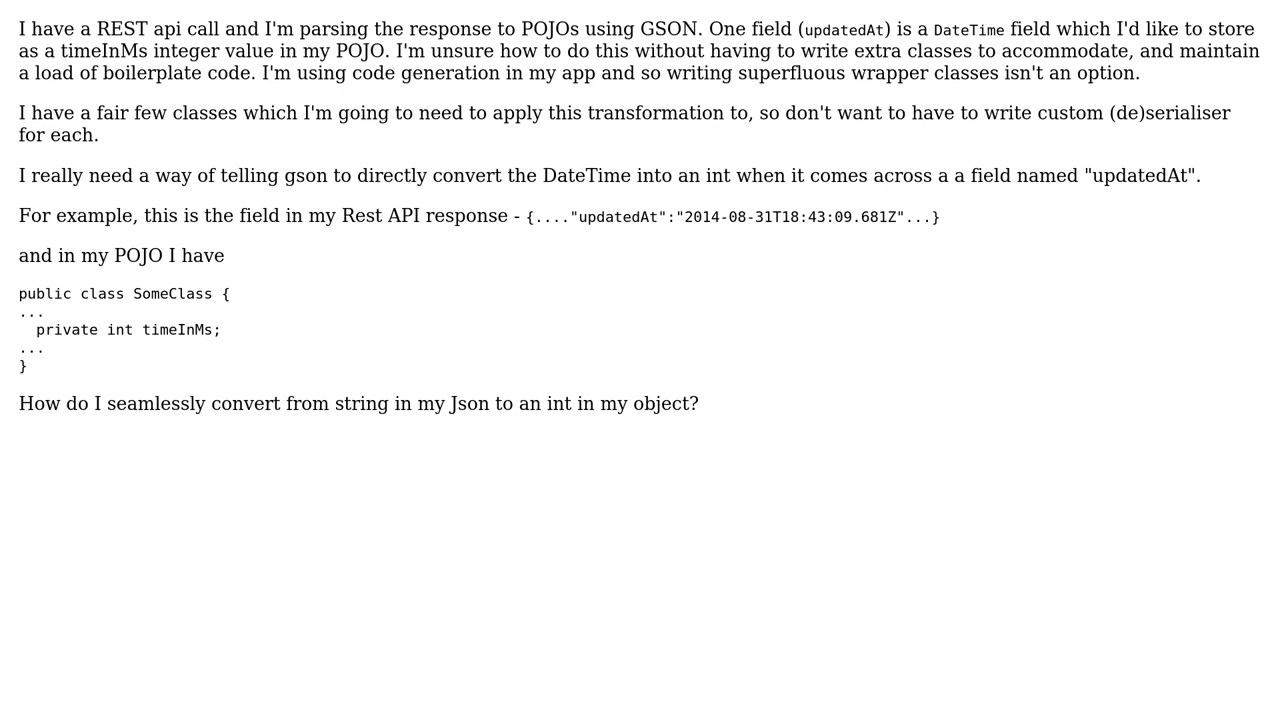 I have a REST api call and I'm parsing the response to POJOs using GSON. One field (updatedAt) is a DateTime field which I'd like to store
as a timeInMs integer value in my POJO. I'm unsure how to do this without having to write extra classes to accommodate, and maintain
a load of boilerplate code. I'm using code generation in my app and so writing superfluous wrapper classes isn't an option.
I have a fair few classes which I'm going to need to apply this transformation to, so don't want to have to write custom (de)serialiser
for each.
I really need a way of telling gson to directly convert the DateTime into an int when it comes across a a field named "updatedAt".
For example, this is the field in my Rest API response - {...."updatedAt":"2014-08-31T18:43:09.681Z"...}
and in my POJO I have
public class SomeClass {
...
  private int timeInMs;
...
}
How do I seamlessly convert from string in my Json to an int in my object?